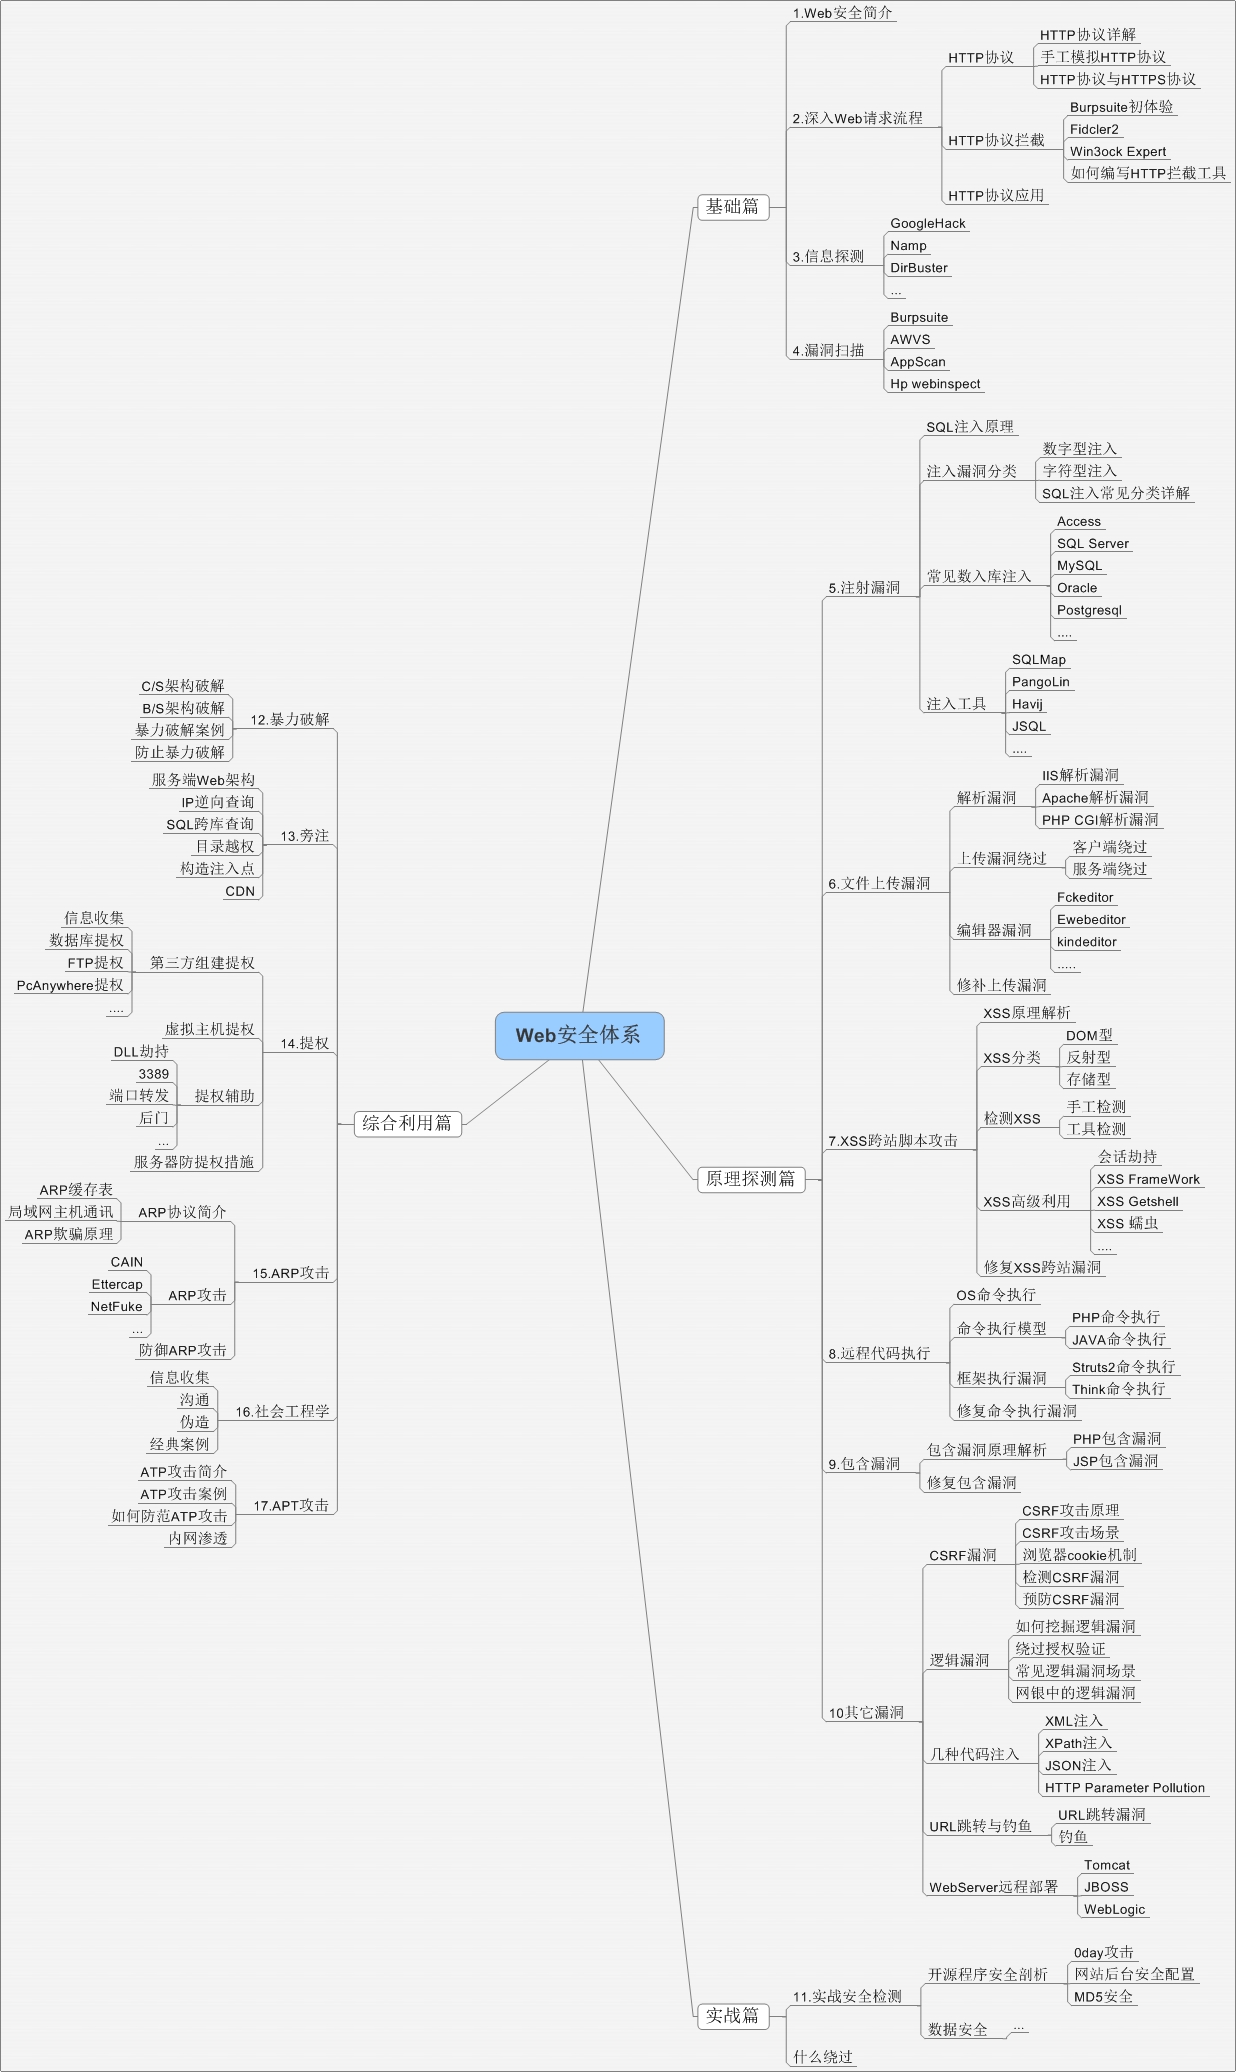 Web安全体系
基础篇
1.Web安全简介
2.深入Web请求流程
HTTP协议
HTTP协议详解
手工模拟HTTP协议
HTTP协议与HTTPS协议
HTTP协议拦截
Burpsuite初体验
Fidcler2
Win3ock Expert
如何编写HTTP拦截工具
HTTP协议应用
3.信息探测
GoogleHack
Namp
DirBuster
...
4.漏洞扫描
Burpsuite
AWVS
AppScan
Hp webinspect
原理探测篇
5.注射漏洞
SQL注入原理
注入漏洞分类
数字型注入
字符型注入
SQL注入常见分类详解
常见数入库注入
Access
SQL Server
MySQL
Oracle
Postgresql
....
注入工具
SQLMap
PangoLin
Havij
JSQL
....
6.文件上传漏洞
解析漏洞
IIS解析漏洞
Apache解析漏洞
PHP CGI解析漏洞
上传漏洞绕过
客户端绕过
服务端绕过
编辑器漏洞
Fckeditor
Ewebeditor
kindeditor
.....
修补上传漏洞
7.XSS跨站脚本攻击
XSS原理解析
XSS分类
DOM型
反射型
存储型
检测XSS
手工检测
工具检测
XSS高级利用
会话劫持
XSS FrameWork
XSS Getshell
XSS 蠕虫
....
修复XSS跨站漏洞
8.远程代码执行
OS命令执行
命令执行模型
PHP命令执行
JAVA命令执行
框架执行漏洞
Struts2命令执行
Think命令执行
修复命令执行漏洞
9.包含漏洞
包含漏洞原理解析
PHP包含漏洞
JSP包含漏洞
修复包含漏洞
10其它漏洞
CSRF漏洞
CSRF攻击原理
CSRF攻击场景
浏览器cookie机制
检测CSRF漏洞
预防CSRF漏洞
逻辑漏洞
如何挖掘逻辑漏洞
绕过授权验证
常见逻辑漏洞场景
网银中的逻辑漏洞
几种代码注入
XML注入
XPath注入
JSON注入
HTTP Parameter Pollution
URL跳转与钓鱼
URL跳转漏洞
钓鱼
WebServer远程部署
Tomcat
JBOSS
WebLogic
实战篇
11.实战安全检测
开源程序安全剖析
0day攻击
网站后台安全配置
MD5安全
数据安全
...
什么绕过
综合利用篇
12.暴力破解
C/S架构破解
B/S架构破解
暴力破解案例
防止暴力破解
13.旁注
服务端Web架构
IP逆向查询
SQL跨库查询
目录越权
构造注入点
CDN
14.提权
第三方组建提权
信息收集
数据库提权
FTP提权
PcAnywhere提权
....
虚拟主机提权
提权辅助
DLL劫持
3389
端口转发
后门
...
服务器防提权措施
15.ARP攻击
ARP协议简介
ARP缓存表
局域网主机通讯
ARP欺骗原理
ARP攻击
CAIN
Ettercap
NetFuke
...
防御ARP攻击
16.社会工程学
信息收集
沟通
伪造
经典案例
17.APT攻击
ATP攻击简介
ATP攻击案例
如何防范ATP攻击
内网渗透